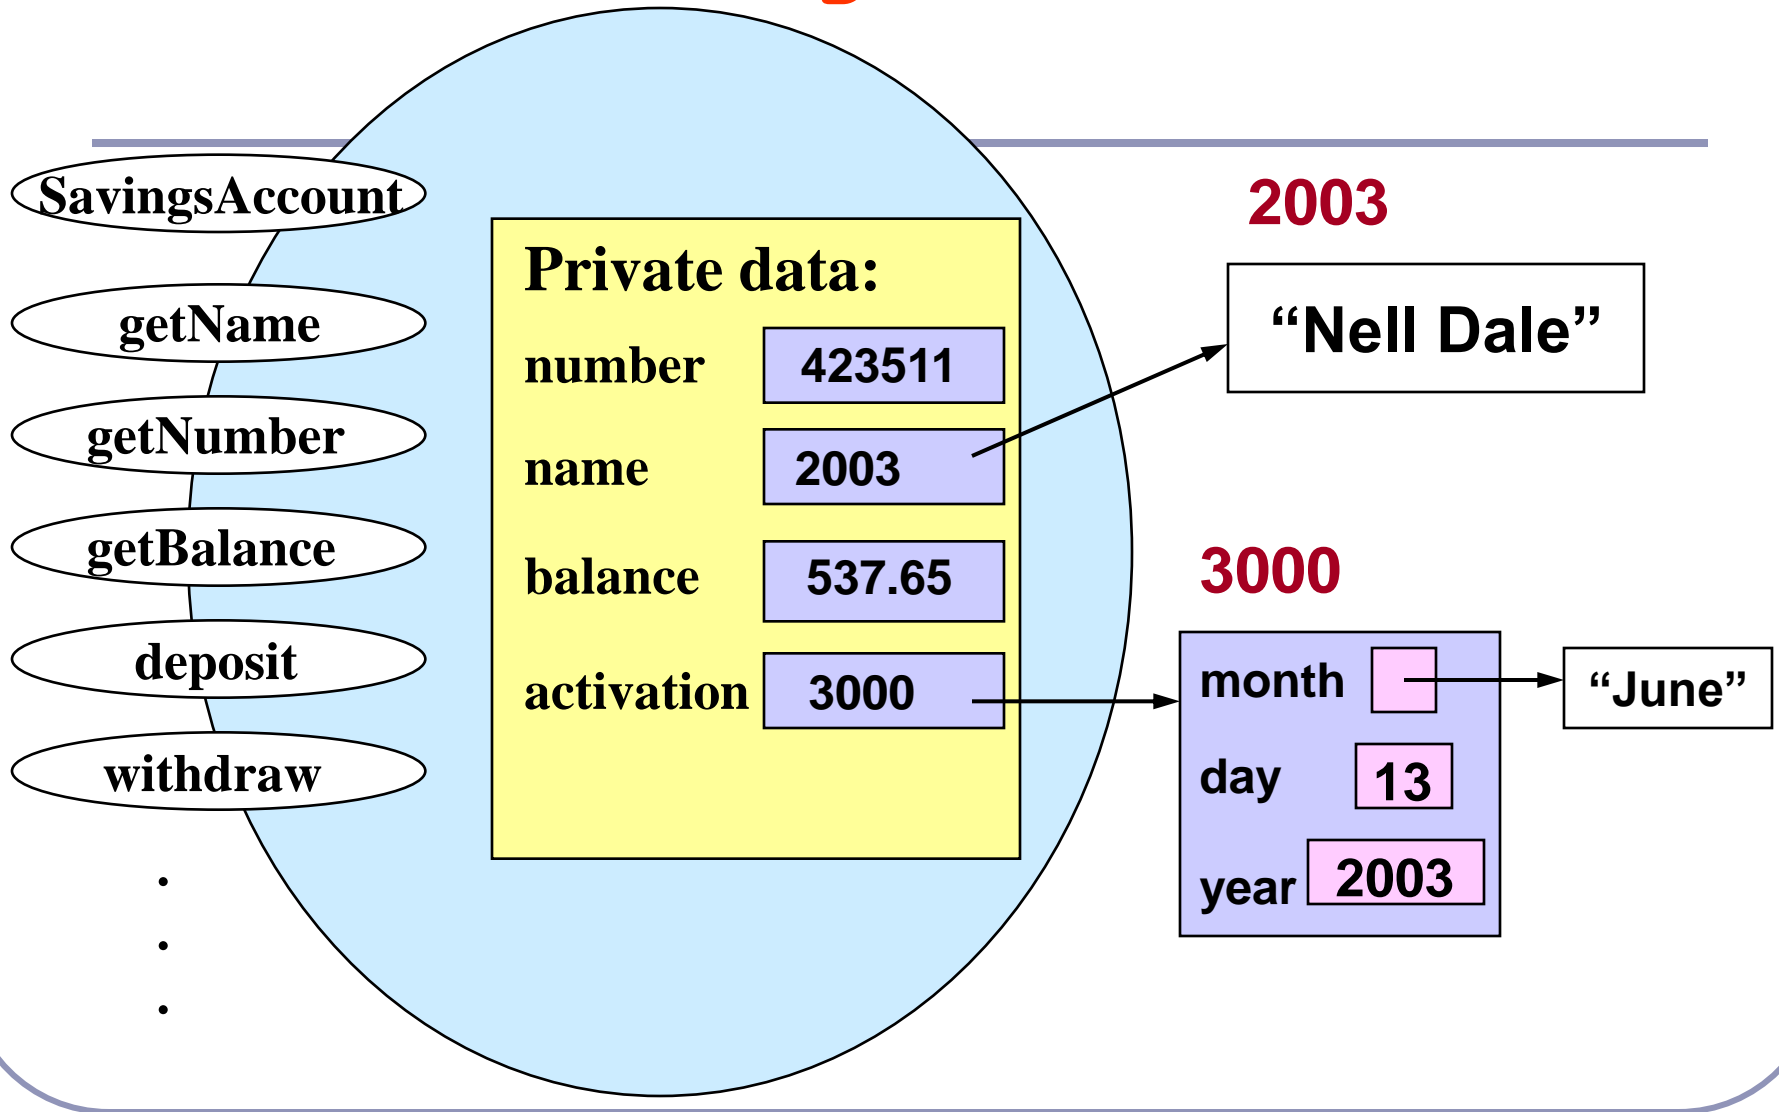 SavingsAccount
getName
getNumber
getBalance
deposit
withdraw
.
.
.
Private data:
number 423511
name 2003
balance 537.65
activation 3000
2003
“Nell Dale”
3000
month
“June”
day 13
year 2003